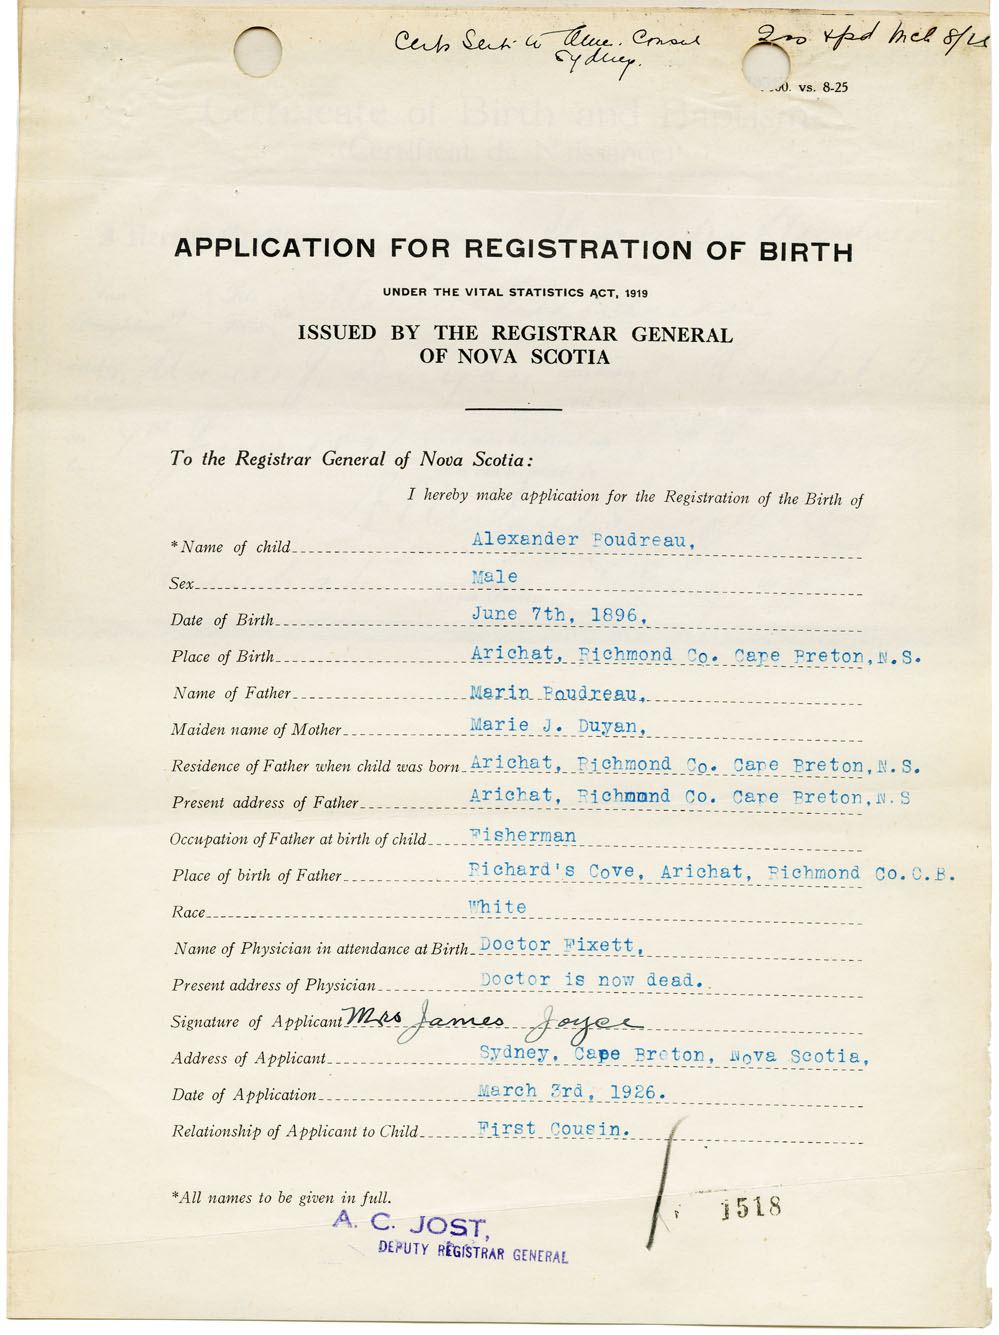 Certs Sent to Ame. Consul
Sydney.
200 xpd Mch 8/26
00. vs. 8-25
APPLICATION FOR REGISTRATION OF BIRTH
UNDER THE VITAL STATISTICS ACT, 1919
ISSUED BY THE REGISTRAR GENERAL
OF NOVA SCOTIA
To the Registrar General of Nova Scotia:
I hereby make application for the Registration of the Birth of
*Name of child Alexander Boudreau,
Sex Male
Date of Birth June 7th, 1896,
Place of Birth Arichat, Richmond Co. Cape Breton, N.S.
Name of Father Marin Boudreau,
Maiden name of Mother Marie J. Duyan,
Residence of Father when child was born Arichat, Richmond Co. Cape Breton, N.S.
Present address of Father Arichat, Richmond Co. Cape Breton, N.S
Occupation of Father at birth of child Fisherman
Place of birth of Father Richard's Cove, Arichat, Richmond Co. C.B.
Race White
Name of Physician in attendance at Birth Doctor Fixett,
Present address of Physician Doctor is now dead.
Signature of Applicant Mrs James Joyce
Address of Applicant Sydney, Cape Breton, Nova Scotia,
Date of Application March 3rd, 1926.
Relationship of Applicant to Child First Cousin.
*All names to be given in full.
1518
A. C. JOST,
DEPUTY REGISTRAR GENERAL